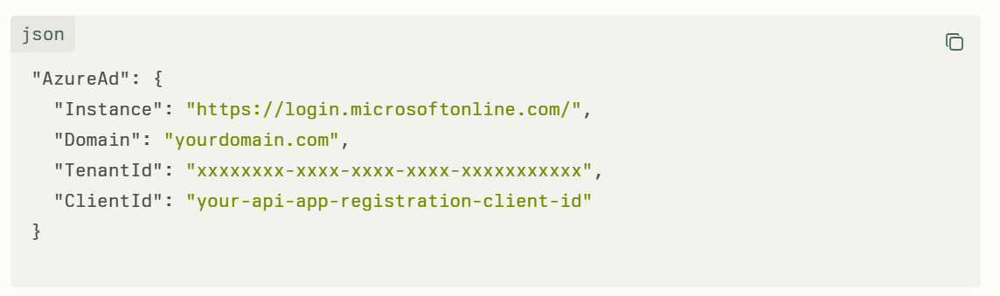 json
"AzureAd": {
"Instance": "https://login.microsoftonline.com/",
"Domain": "yourdomain.com",
"TenantId": "xxxxxxxx-xxxx-xxxx-xxxx-xxxxxxxxxxx",
"ClientId": "your-api-app-registration-client-id"
}